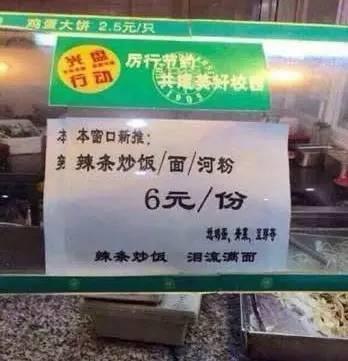 鸡蛋大饼 2.5元/只
光盘
行动
厉行节约
共建美好校园
本 本窗口新推:
辣条炒饭/面/河粉
6元/份
辣条炒饭 泪流满面